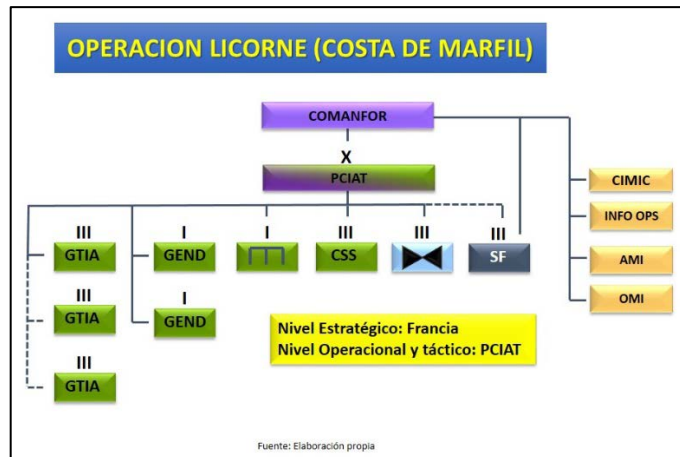 OPERACION LICORNE (COSTA DE MARFIL)
COMANFOR
X
PCIAT
CIMIC
INFO OPS
AMI
OMI
III
GTIA
I
GEND
I
III
CSS
III
III
SF
III
GTIA
I
GEND
III
GTIA
Nivel Estratégico: Francia
Nivel Operacional y táctico: PCIAT
Fuente: Elaboración propia